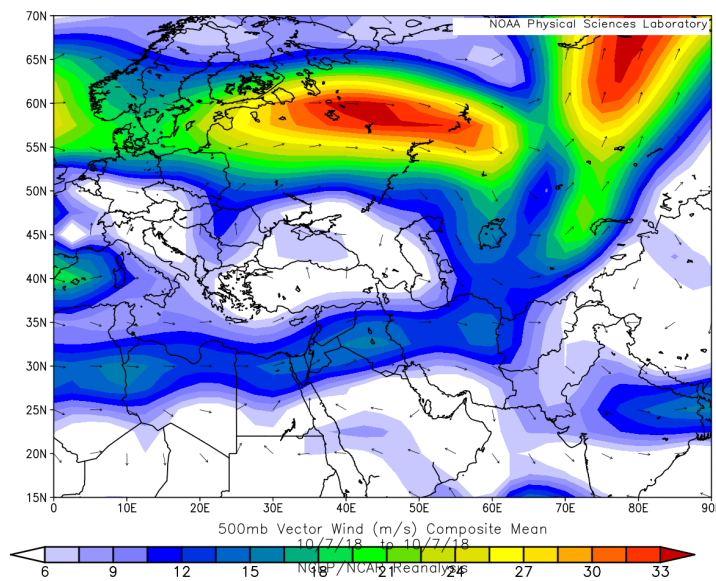 NOAA Physical Sciences Laboratory
70N
65N
60N
55N
50N
45N
40N
35N
30N
25N
20N
15N
0 10E 20E 30E 40E 50E 60E 70E 80E 90E
500mb Vector Wind (m/s) Composite Mean
10/7/18 to 10/7/18
NCEP/NCAR Reanalysis
6 9 12 15 18 21 24 27 30 33